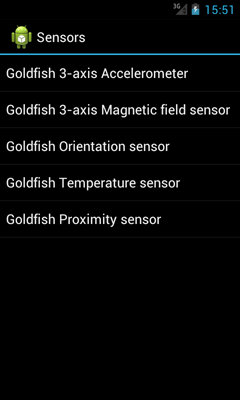 3G 15:51
Sensors
Goldfish 3-axis Accelerometer
Goldfish 3-axis Magnetic field sensor
Goldfish Orientation sensor
Goldfish Temperature sensor
Goldfish Proximity sensor